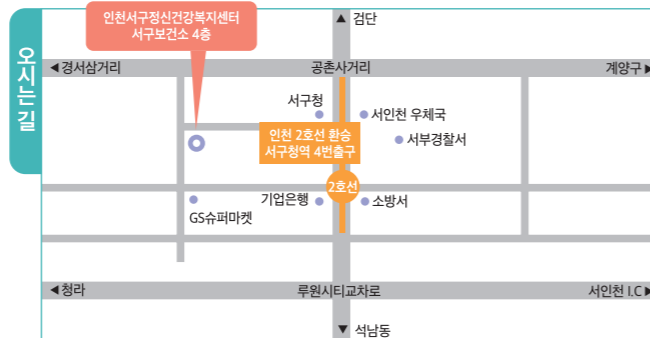 인천서구정신건강복지센터
서구보건소 4층
▲ 검단
오시는 길
◀경서삼거리
공촌사거리
계양구▶
서구청
서인천 우체국
인천 2호선 환승
서구청역 4번출구
서부경찰서
2호선
기업은행
소방서
GS슈퍼마켓
◀청라
루원시티교차로
서인천 I.C▶
▼ 석남동